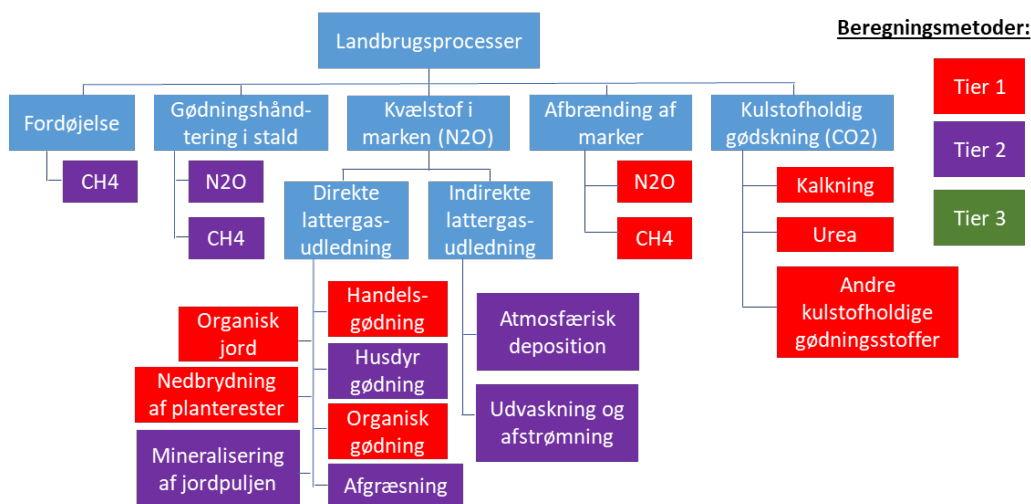 Landbrugsprocesser
Beregningsmetoder:
Tier 1
Tier 2
Tier 3
Fordøjelse
CH4
Gødningshånd-
tering i stald
N2O
CH4
Kvælstof i
marken (N2O)
Direkte
lattergas-
udledning
Organisk
jord
Nedbrydning
af planterester
Mineralisering
af jordpuljen
Handels-
gødning
Husdyr
gødning
Organisk
gødning
Afgræsning
Indirekte
lattergas-
udledning
Atmosfærisk
deposition
Udvaskning og
afstrømning
Afbrænding af
marker
N2O
CH4
Kulstofholdig
gødskning (CO2)
Kalkning
Urea
Andre
kulstofholdige
gødningsstoffer